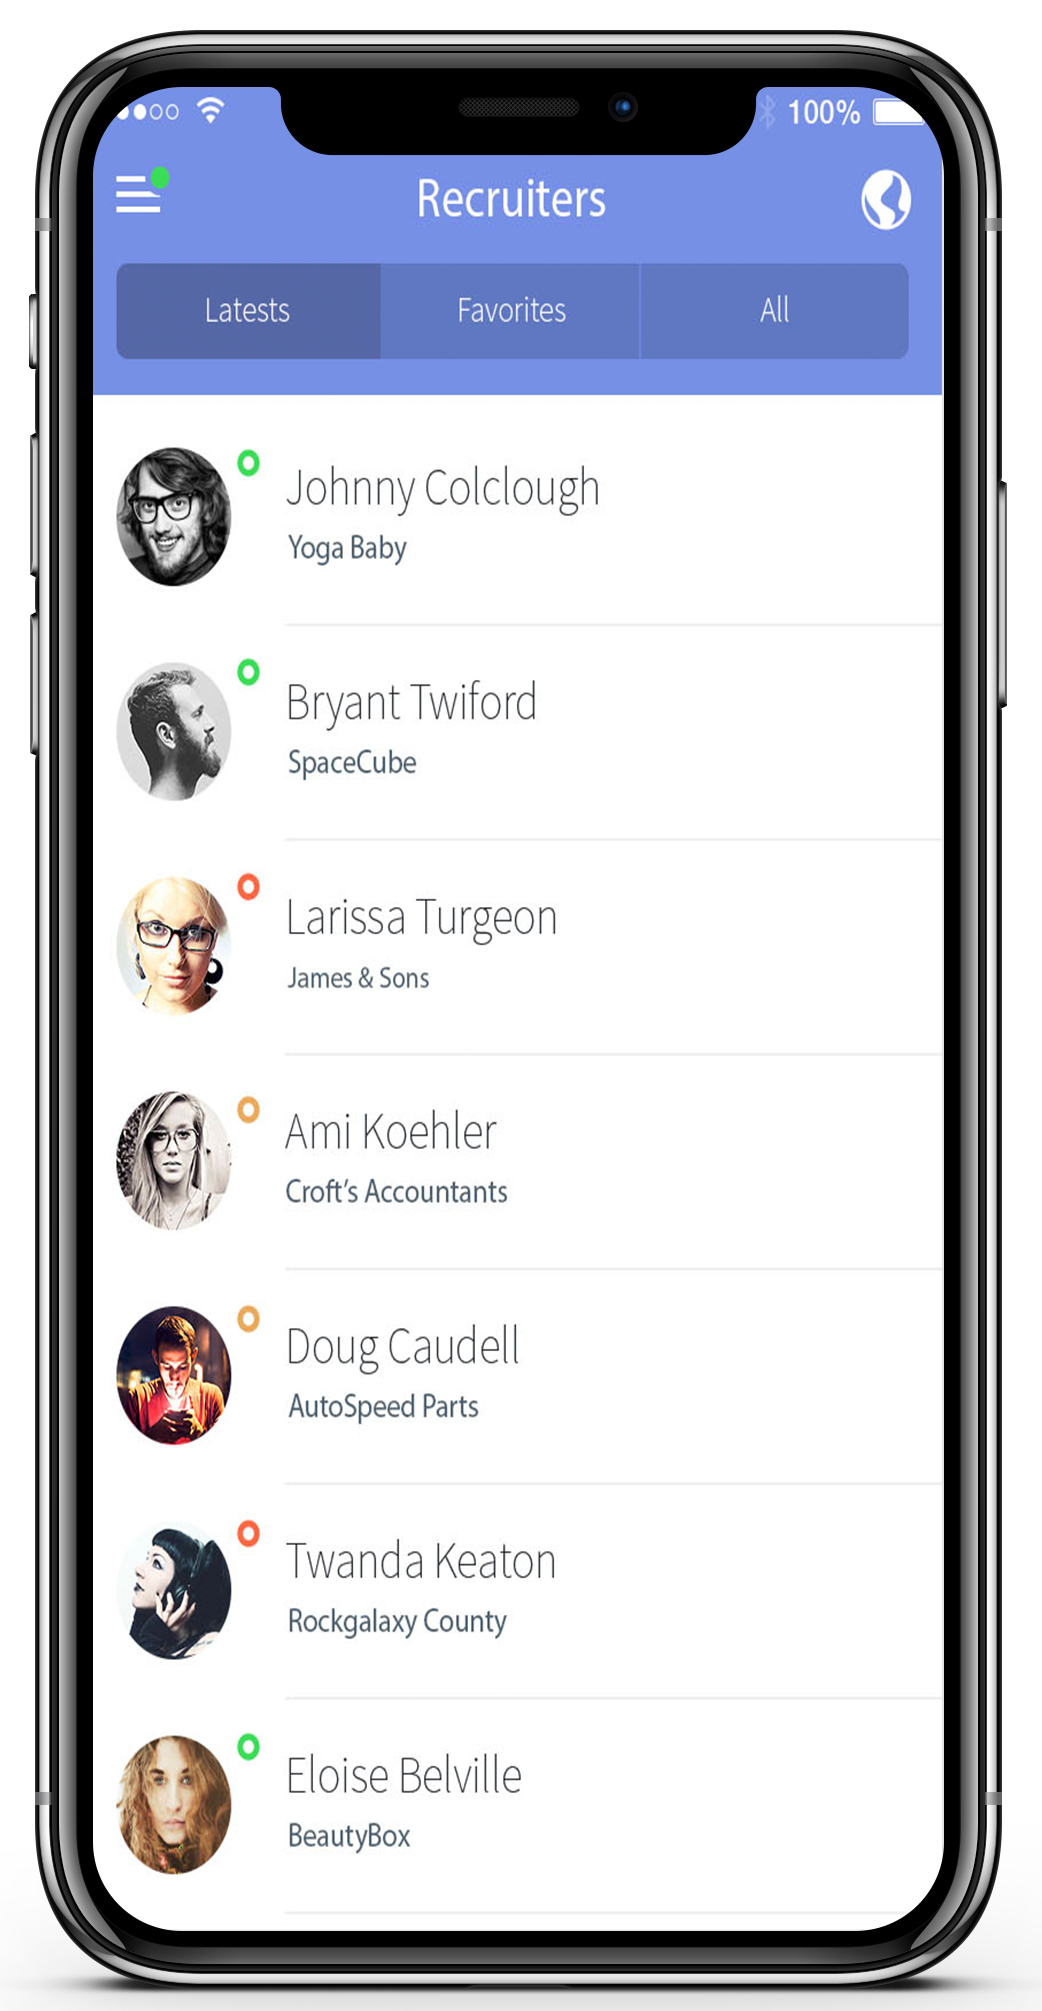 100%
Recruiters
Latests
Favorites
All
Johnny Colclough
Yoga Baby
Bryant Twiford
SpaceCube
Larissa Turgeon
James & Sons
Ami Koehler
Croft’s Accountants
Doug Caudell
AutoSpeed Parts
Twanda Keaton
Rockgalaxy County
Eloise Belville
BeautyBox